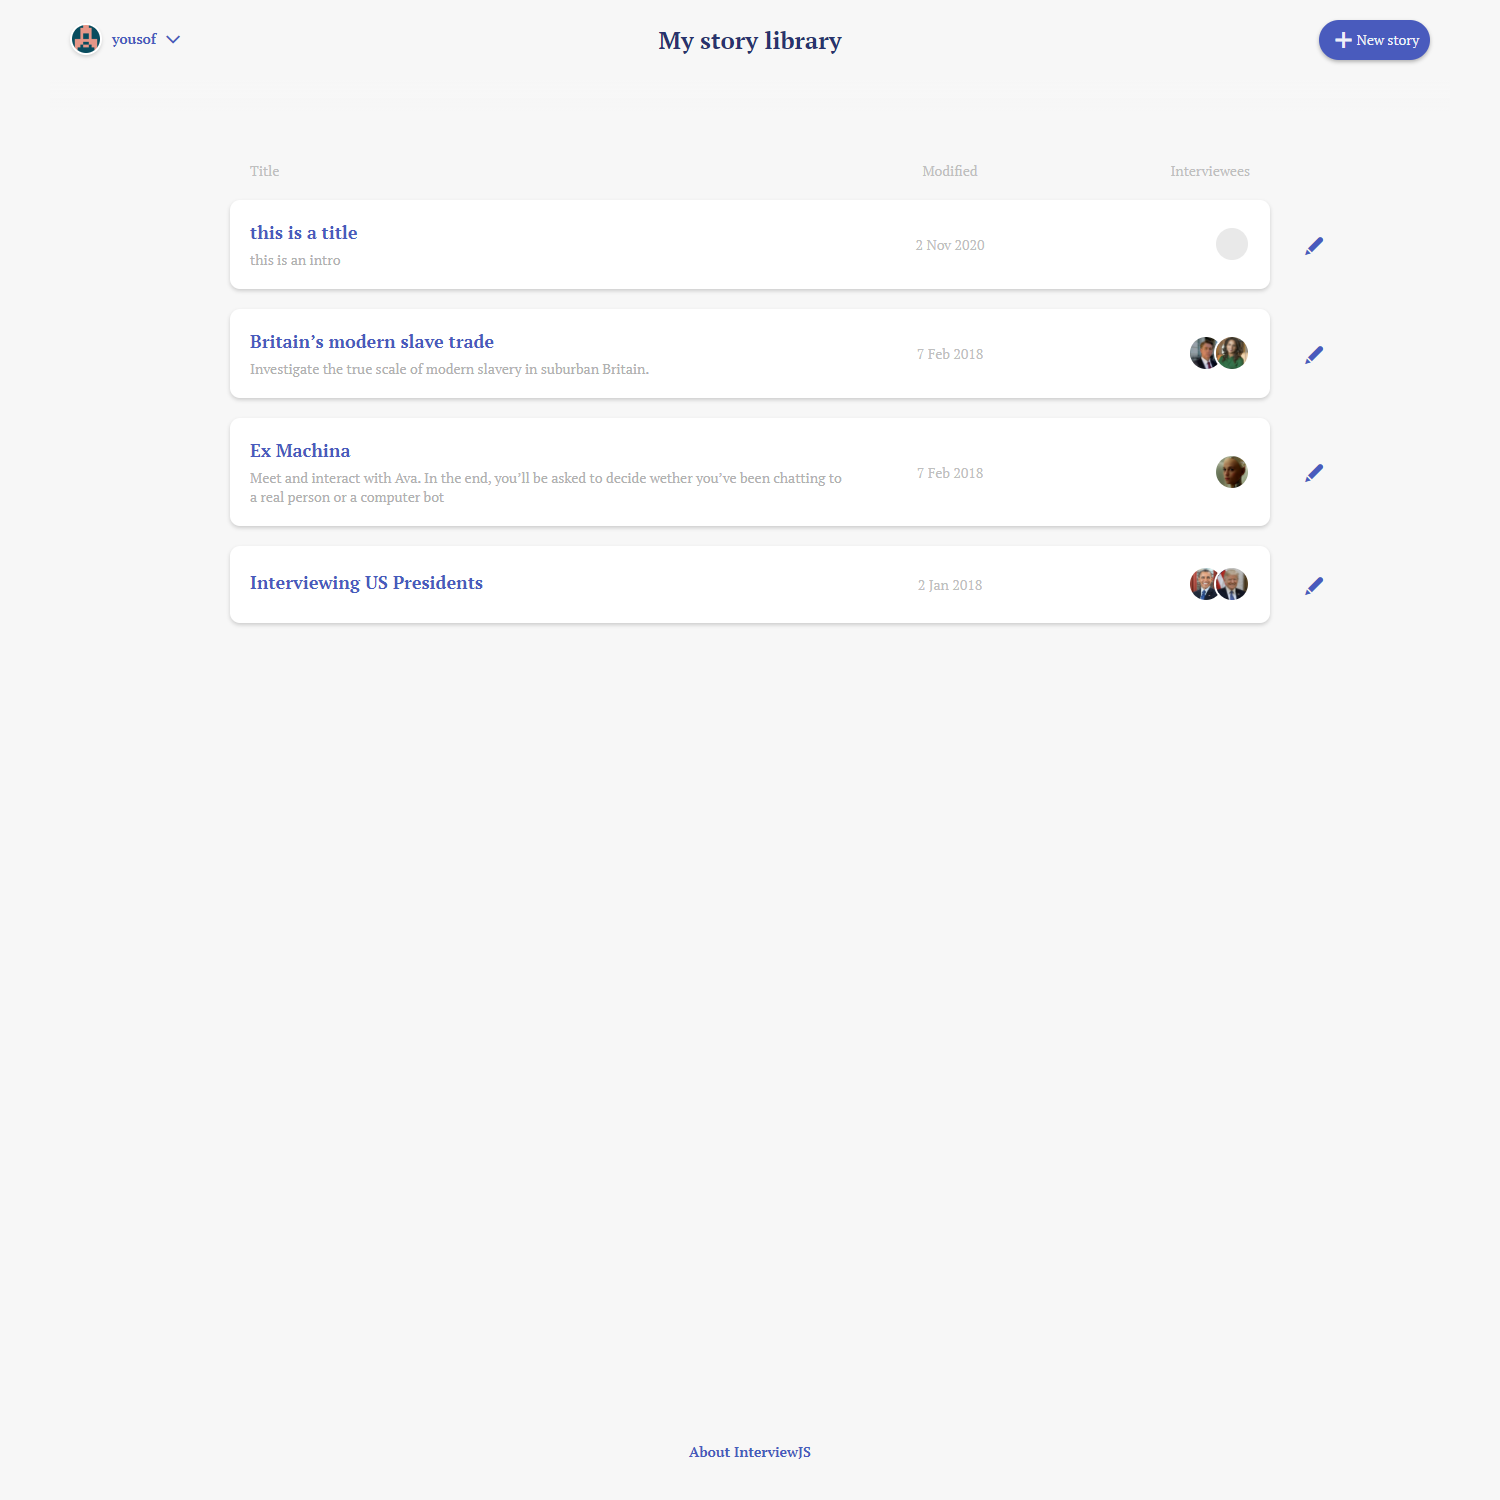 yousof
My story library
New story
Title
Modified
Interviewees
this is a title
this is an intro
2 Nov 2020
Britain’s modern slave trade
Investigate the true scale of modern slavery in suburban Britain.
7 Feb 2018
Ex Machina
Meet and interact with Ava. In the end, you’ll be asked to decide wether you’ve been chatting to
a real person or a computer bot
7 Feb 2018
Interviewing US Presidents
2 Jan 2018
About InterviewJS